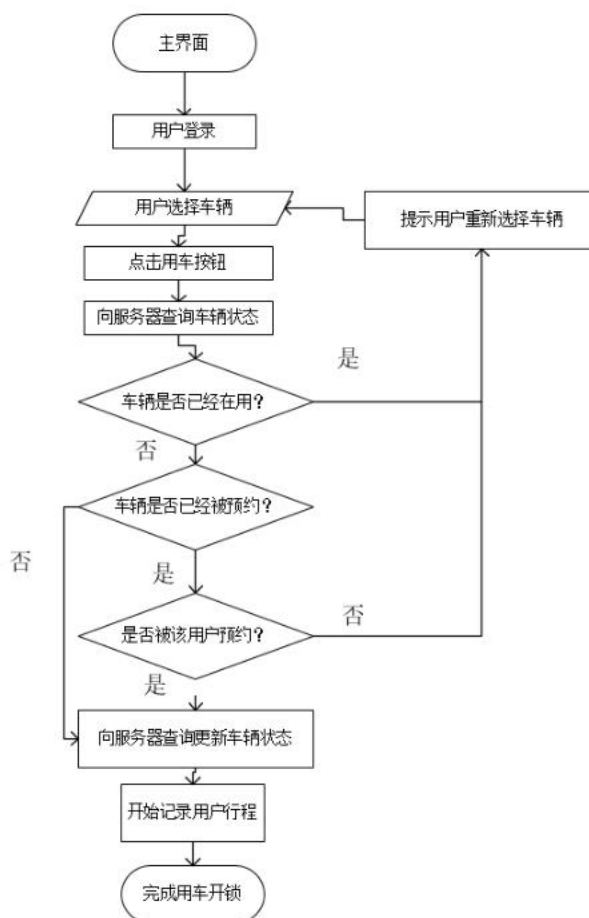 主界面
用户登录
用户选择车辆
提示用户重新选择车辆
点击用车按钮
向服务器查询车辆状态
是
车辆是否已经在用？
否
车辆是否已经被预约？
否
是
否
是否被该用户预约？
是
向服务器查询更新车辆状态
开始记录用户行程
完成用车开锁